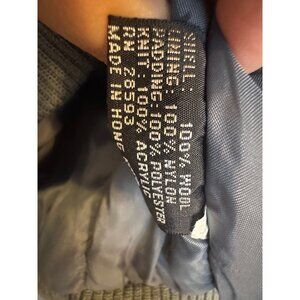 SHELL: 100% WOOL
LINING: 100% NYLON
PADDING: 100% POLYESTER
KNIT: 100% ACRYLIC
RN 28593
MADE IN HONG